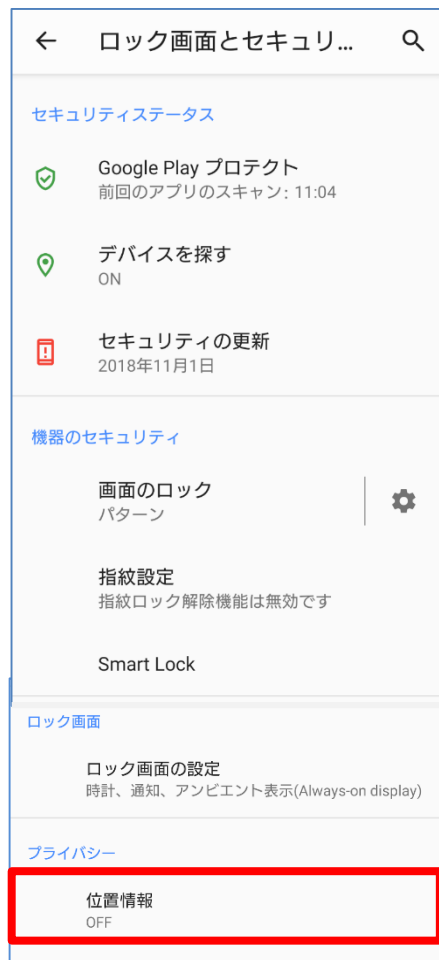 ロック画面とセキュリ...
セキュリティステータス
Google Play プロテクト
前回のアプリのスキャン: 11:04
デバイスを探す
ON
セキュリティの更新
2018年11月1日
機器のセキュリティ
画面のロック
パターン
指紋設定
指紋ロック解除機能は無効です
Smart Lock
ロック画面
ロック画面の設定
時計、通知、アンビエント表示(Always-on display)
プライバシー
位置情報
OFF